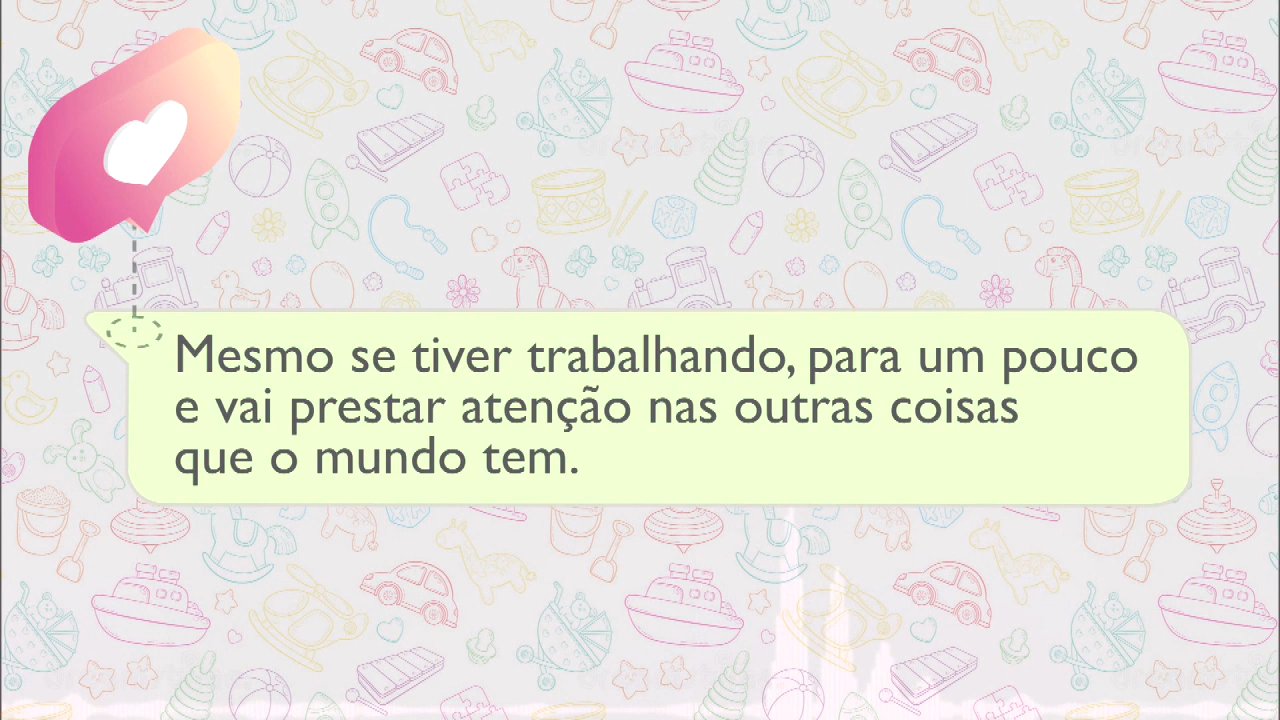 Mesmo se tiver trabalhando, para um pouco
e vai prestar atenção nas outras coisas
que o mundo tem.